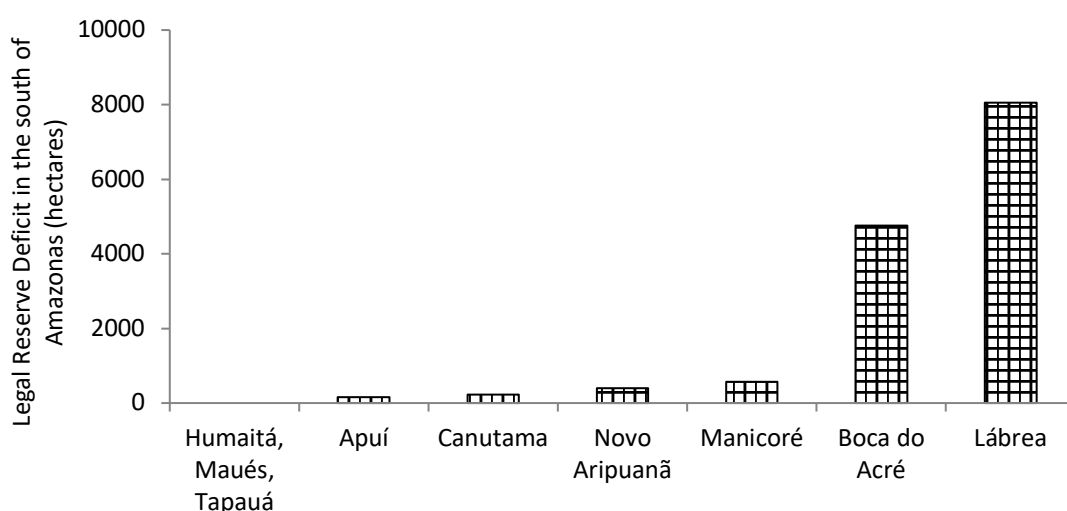 Legal Reserve Deficit in the south of
Amazonas (hectares)
10000
8000
6000
4000
2000
0
Humaitá,
Maués,
Tapauá
Apuí
Canutama
Novo
Aripuanã
Manicoré
Boca do
Acré
Lábrea